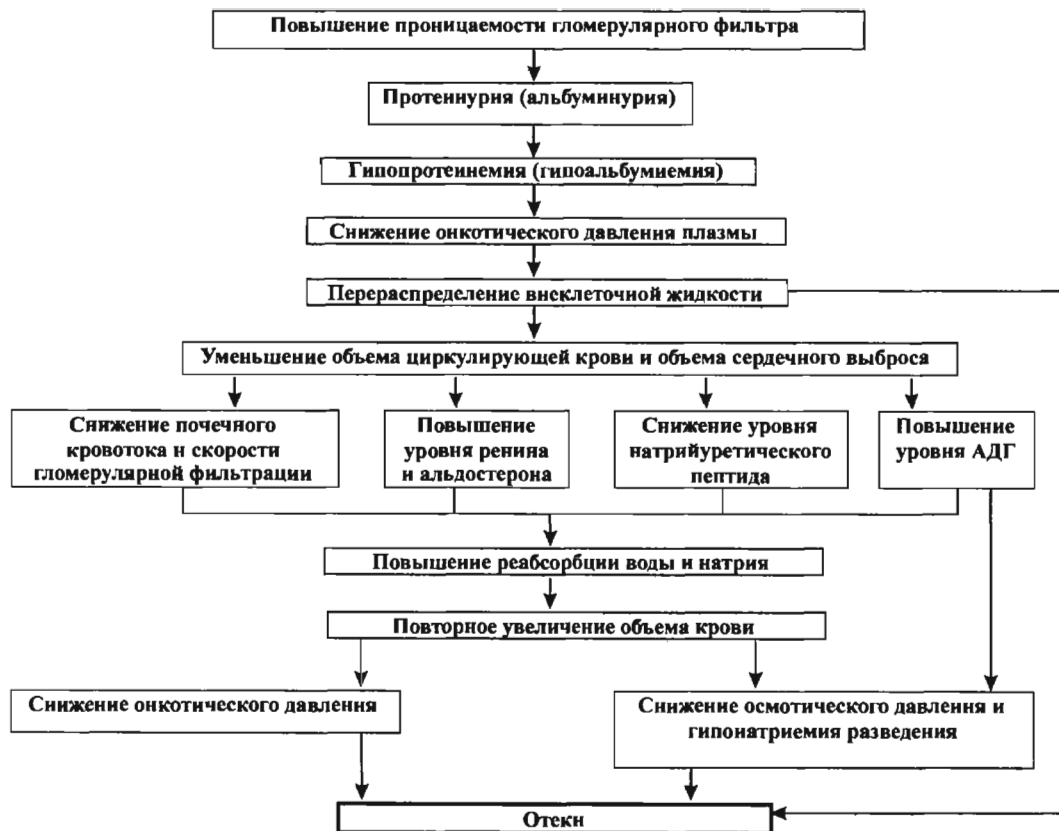 Повышение проницаемости гломерулярного фильтра
Протеинурия (альбуминурия)
Гипопротеинемия (гипоальбумиемия)
Снижение онкотического давления плазмы
Перераспределение внеклеточной жидкости
Уменьшение объема циркулирующей крови и объема сердечного выброса
Снижение почечного
кровотока н скорости
гломерулярной фильтрации
Повышение
уровня ренина
и альдостерона
Снижение уровня
натрийуретического
пептида
Повышение
уровня АДГ
Повышение реабсорбции воды и натрия
Повторное увеличение объема крови
Снижение онкотического давления
Снижение осмотического давления и
гипонатриемия разведения
Отекн